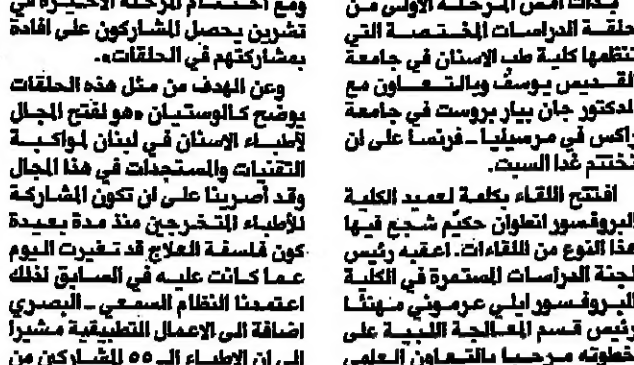 بدأت امس المرحلة الأولى من
حلقة الدراسات المختصة التي
تنظمها كلية طب الاسنان في جامعة
القديس يوسف وبالتعاون مع
الدكتور جان بيار بروست في جامعة
راكس في مرسيليا ـ فرنسا على ان
تختتم غدا السبت.
افتتح اللقاء بكلمة لعميد الكلية
البروفسور انطوان حكيّم شجع فيها
هذا النوع من اللقاءات. اعقبه رئيس
لجنة الدراسات المستمرة في الكلية
البروفسور ايلي عرموني مهنئا
رئيس قسم المعالجة اللبية على
خطوته مرحبا بالتعاون العلمي
ومع اختتام المرحلة الاخيرة في
تشرين يحصل المشاركون على افادة
بمشاركتهم في الحلقات».
وعن الهدف من مثل هذه الحلقات
يوضح كالوستيان «هو لفتح المجال
لأطباء الاسنان في لبنان لمواكبة
التقنيات والمستجدات في هذا المجال
وقد أصرينا على ان تكون المشاركة
للأطباء المتخرجين منذ مدة بعيدة
كون فلسفة العلاج قد تغيرت اليوم
عما كانت عليه في السابق لذلك
اعتمدنا النظام السمعي ـ البصري
اضافة الى الاعمال التطبيقية مشيرا
الى ان الاطباء الـ ٥٥ المشاركين من